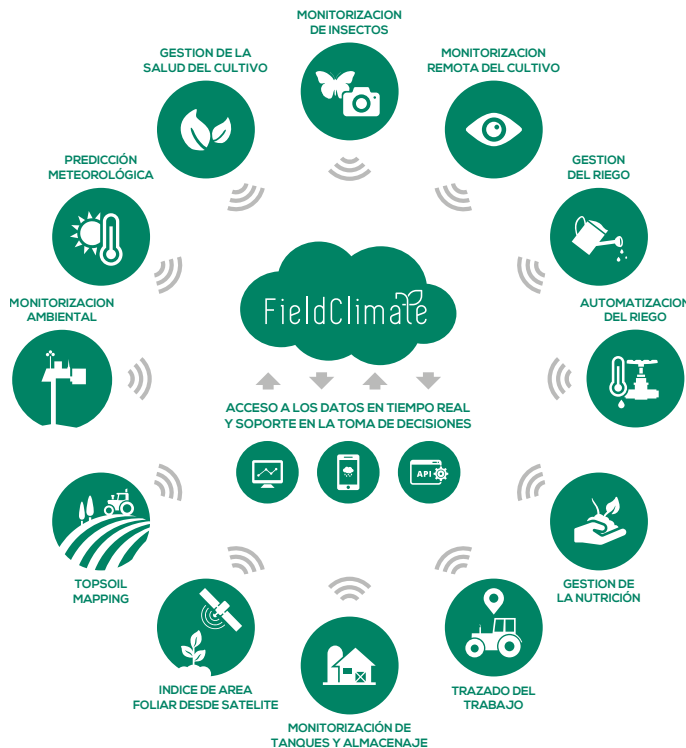 MONITORIZACION
DE INSECTOS
GESTION DE LA
SALUD DEL CULTIVO
MONITORIZACION
REMOTA DEL CULTIVO
PREDICCIÓN
METEOROLÓGICA
GESTION
DEL RIEGO
MONITORIZACION
AMBIENTAL
FieldClimate
AUTOMATIZACION
DEL RIEGO
ACCESO A LOS DATOS EN TIEMPO REAL
Y SOPORTE EN LA TOMA DE DECISIONES
API
TOPSOIL
MAPPING
GESTION DE
LA NUTRICIÓN
INDICE DE AREA
FOLIAR DESDE SATELITE
TRAZADO DEL
TRABAJO
MONITORIZACIÓN DE
TANQUES Y ALMACENAJE